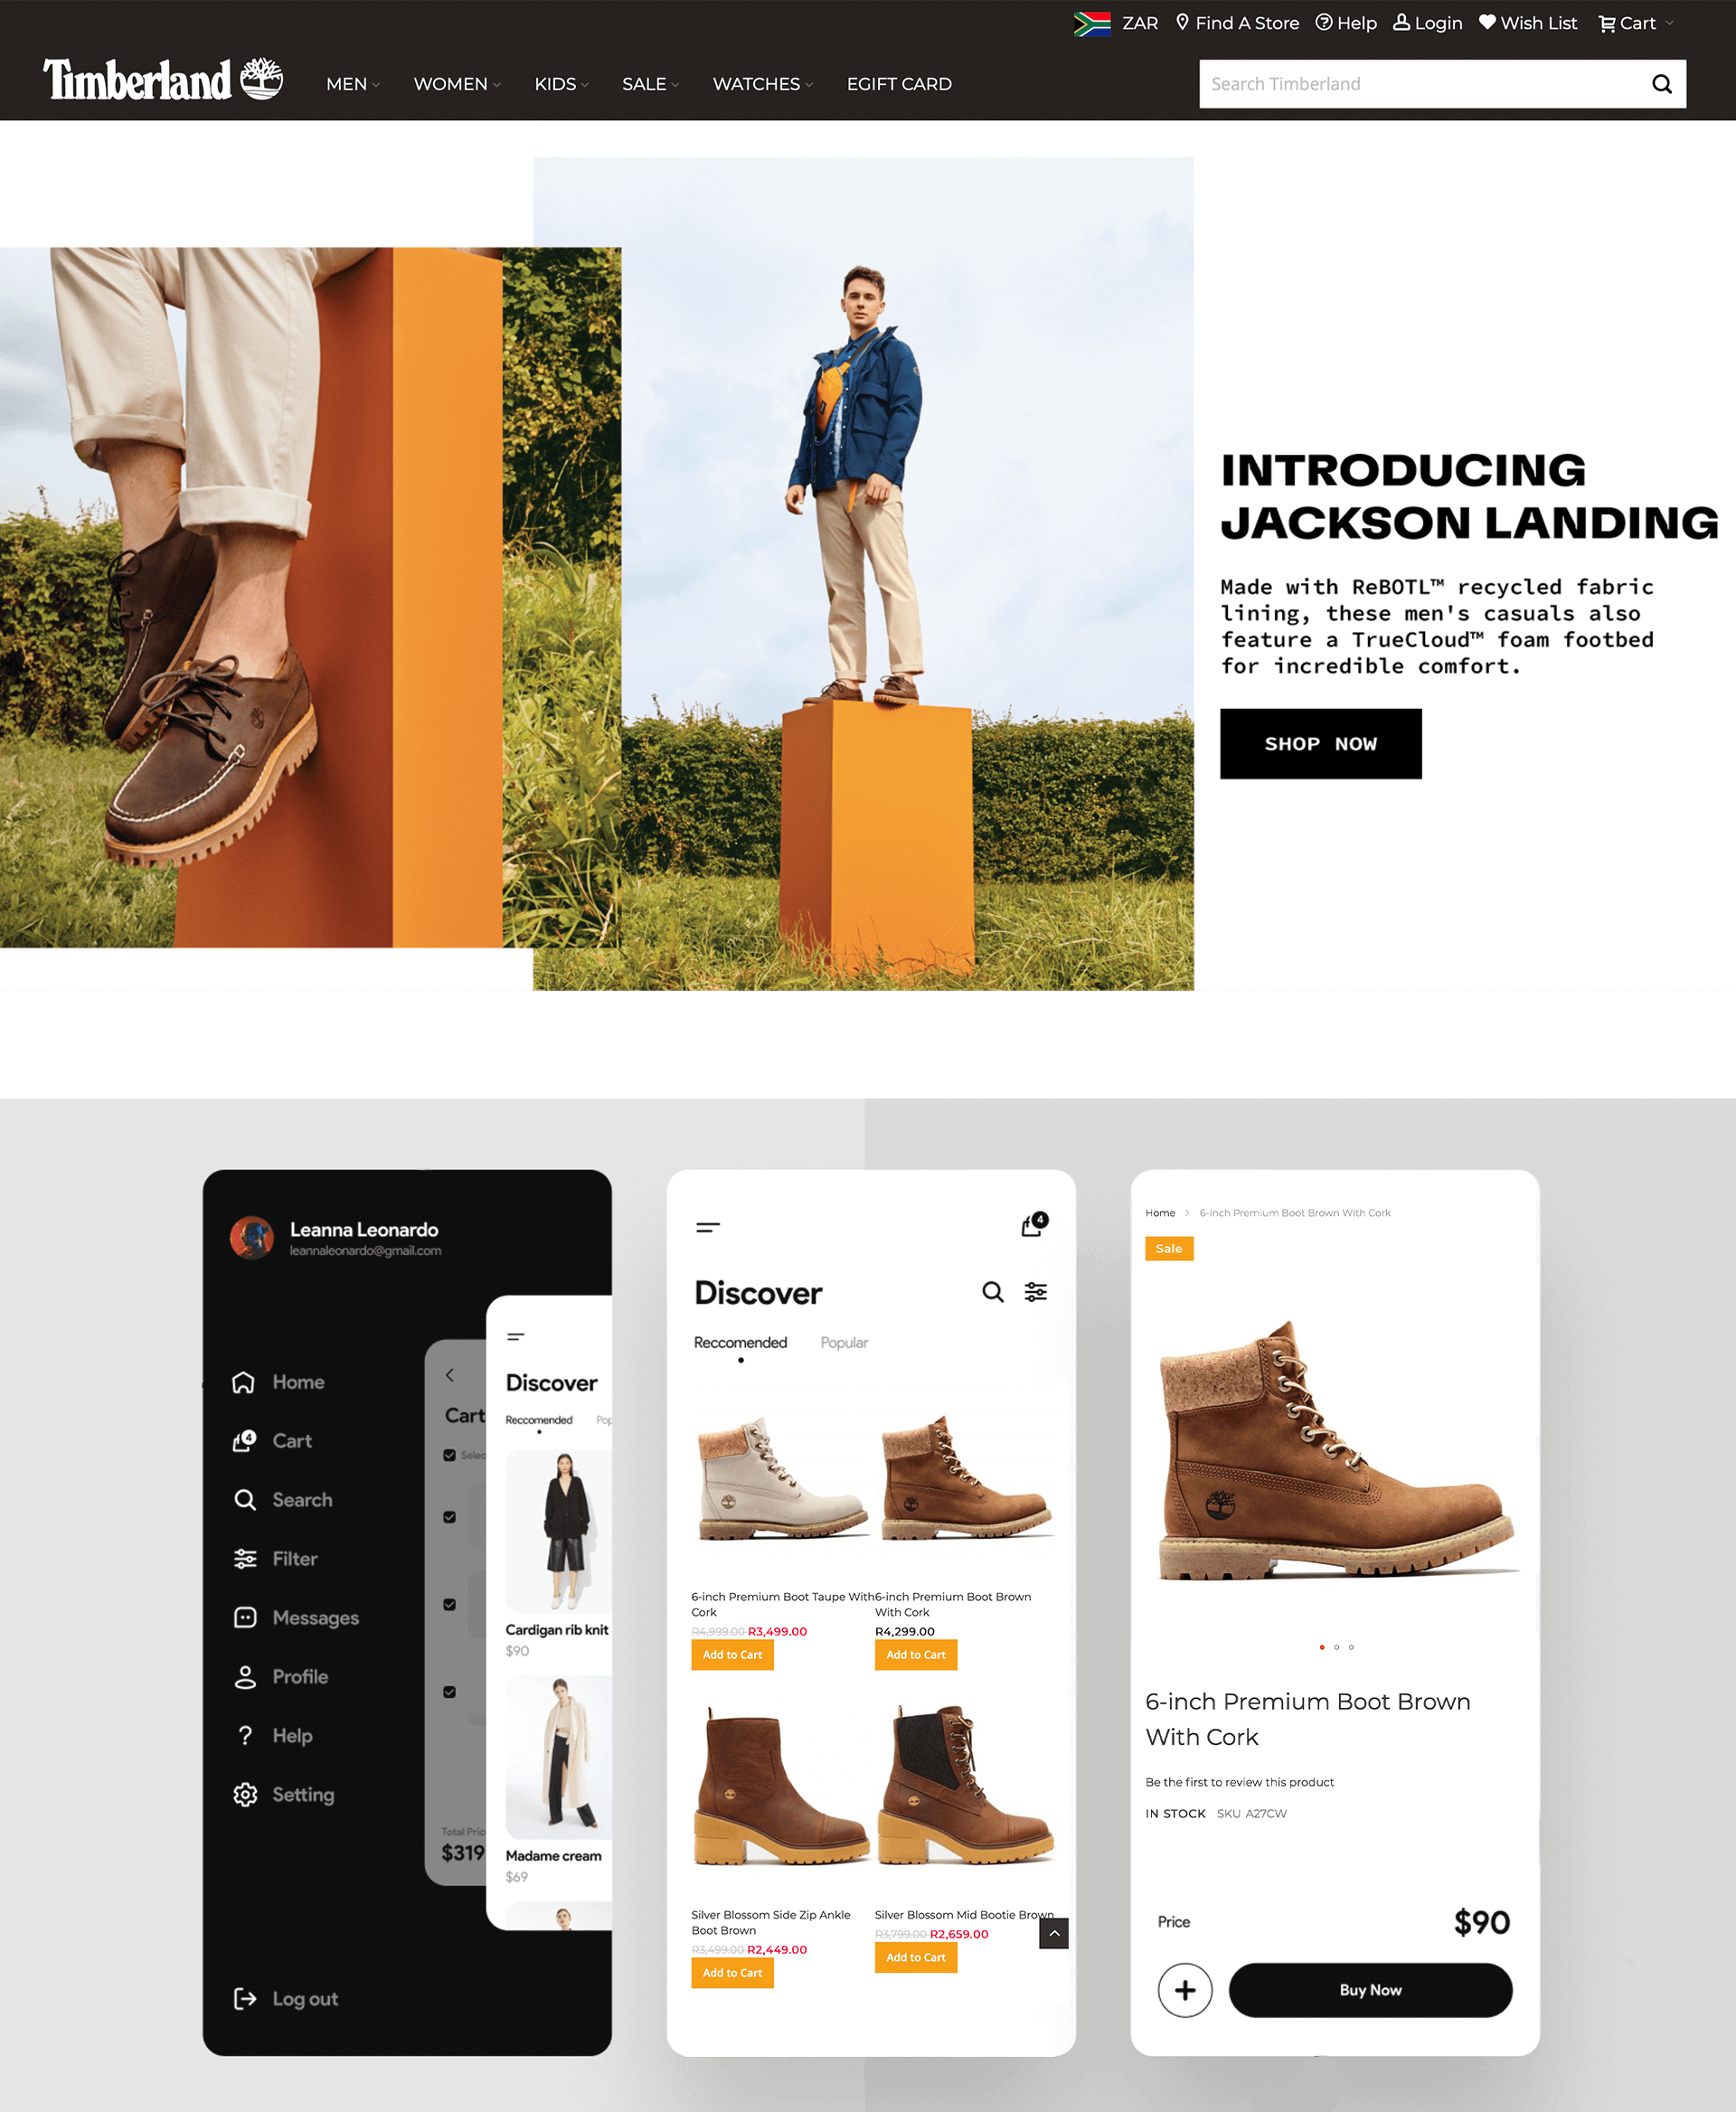 ZAR Find A Store Help Login Wish List Cart
Timberland MEN WOMEN KIDS SALE WATCHES EGIFT CARD Search Timberland
INTRODUCING
JACKSON LANDING
Made with ReBOTL™ recycled fabric
lining, these men's casuals also
feature a TrueCloud™ foam footbed
for incredible comfort.
SHOP NOW
Leanna Leonardo
leannaleonardo@gmail.com
Home
4
Cart
Search
Filter
Messages
Profile
? Help
Setting
Log out
Cart
Selec
Total Pric
$319
Discover
Reccomended Pop
Cardigan rib knit
$90
Madame cream
$69
4
Discover
Reccomended Popular
6-inch Premium Boot Taupe With
Cork
R4,999.00 R3,499.00
Add to Cart
6-inch Premium Boot Brown
With Cork
R4,299.00
Add to Cart
Silver Blossom Side Zip Ankle
Boot Brown
R3,499.00 R2,449.00
Add to Cart
Silver Blossom Mid Bootie Brown
R3,799.00 R2,659.00
Add to Cart
Home > 6-inch Premium Boot Brown With Cork
Sale
6-inch Premium Boot Brown
With Cork
Be the first to review this product
IN STOCK SKU A27CW
Price $90
+ Buy Now